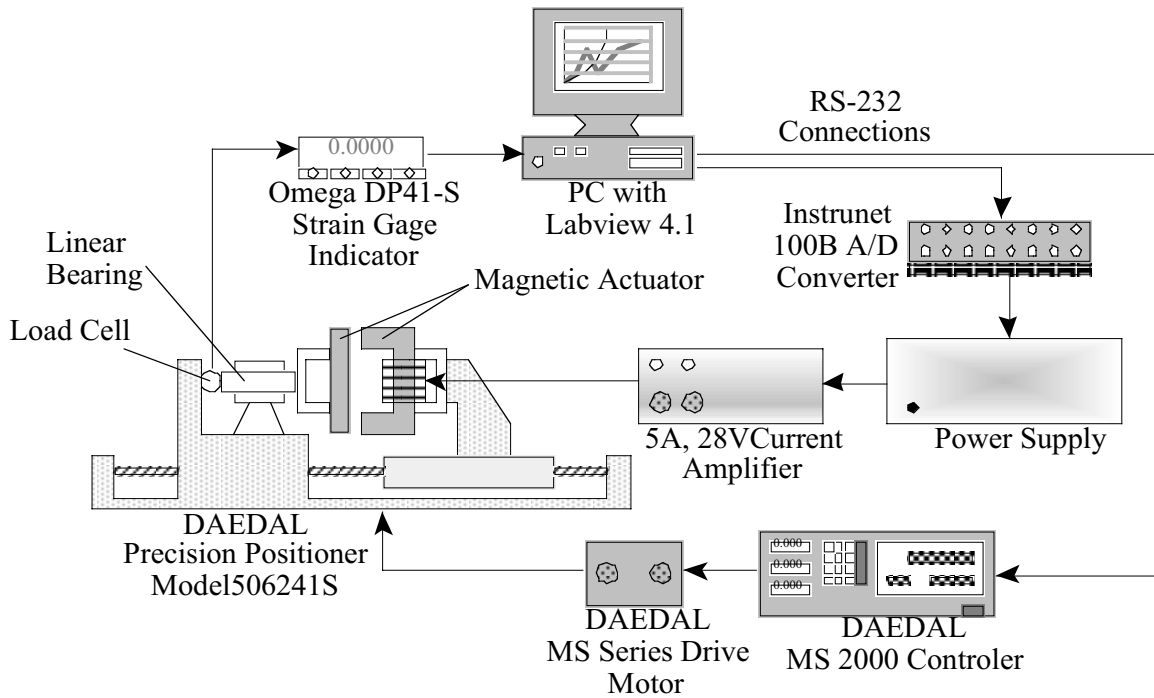 0.0000
RS-232
Connections
Omega DP41-S
Strain Gage
Indicator
PC with
Labview 4.1
Instrunet
100B A/D
Converter
Linear
Bearing
Magnetic Actuator
Load Cell
5A, 28VCurrent
Amplifier
Power Supply
DAEDAL
Precision Positioner
Model506241S
0.000
0.000
0.000
DAEDAL
MS Series Drive
Motor
DAEDAL
MS 2000 Controler